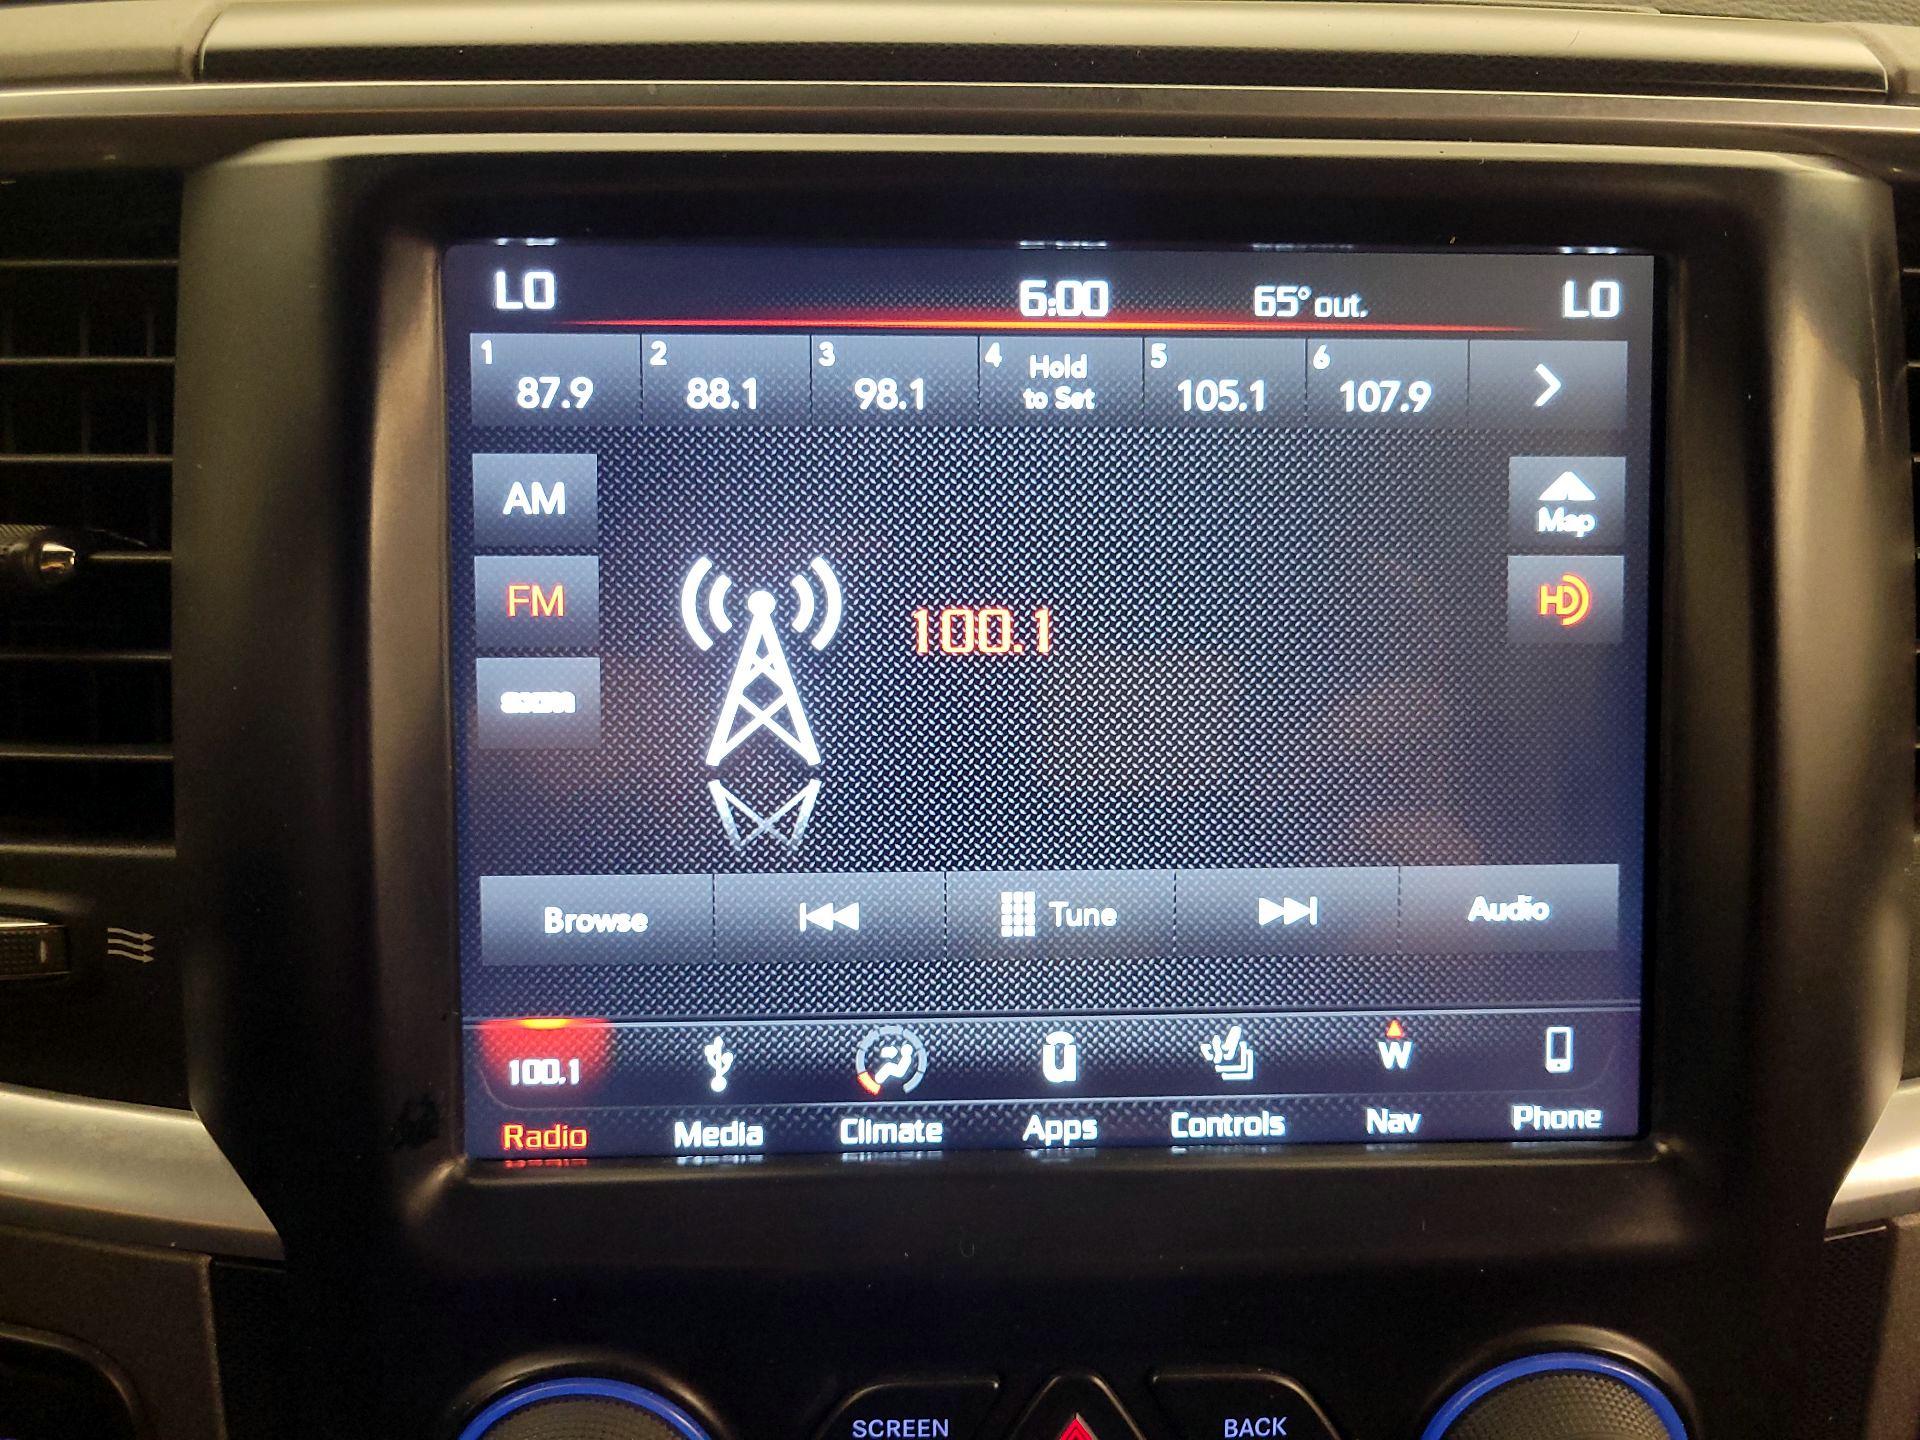 LO 6:00 65° out. LO
1 87.9
2 88.1
3 98.1
4 Hold
to Set
5 105.1
6 107.9
AM
Map
FM
100.1
HD
Browse
Tune
Audio
100.1
W
Radio Media Climate Apps Controls Nav Phone
SCREEN
BACK